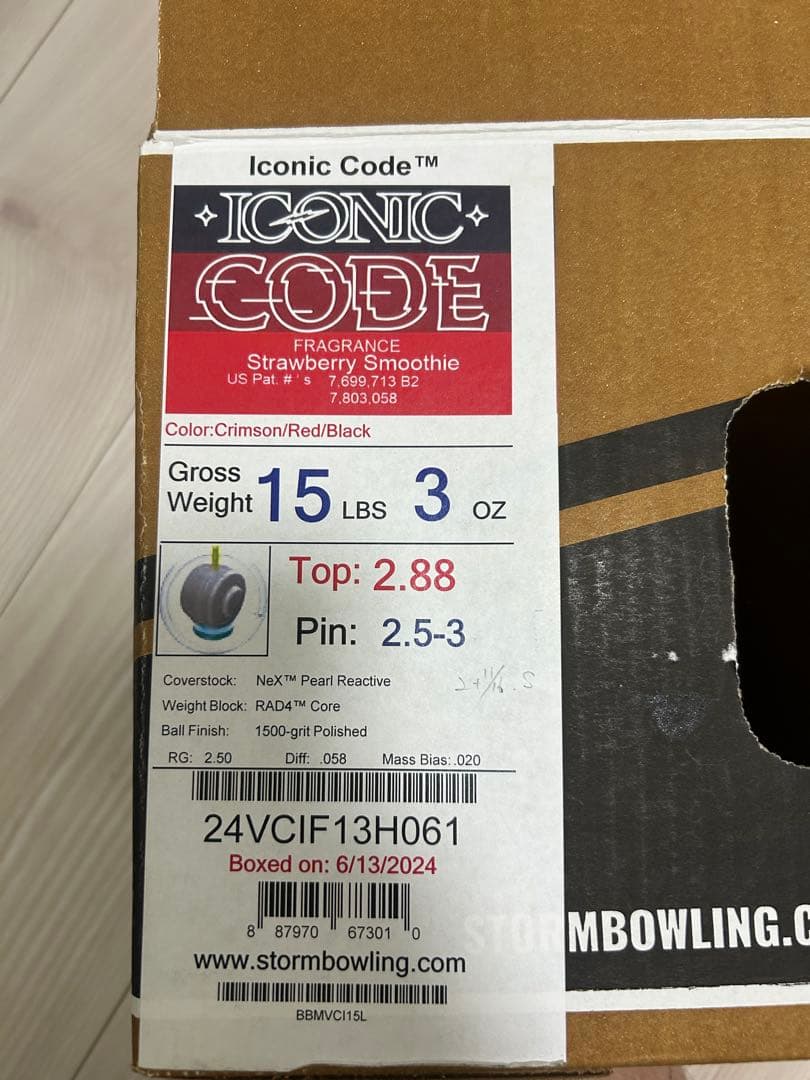 Iconic Code™
ICONIC
CODE
FRAGRANCE
Strawberry Smoothie
US Pat. # ' s 7,699,713 B2
7,803,058
Color:Crimson/Red/Black
Gross Weight 15 LBS 3 OZ
Top: 2.88
Pin: 2.5-3
Coverstock: NeX™ Pearl Reactive
Weight Block: RAD4™ Core
Ball Finish: 1500-grit Polished
RG: 2.50 Diff: .058 Mass Bias: .020
24VCIF13H061
Boxed on: 6/13/2024
8 87970 67301 0
www.stormbowling.com
BBMVCI15L
STORMBOWLING.C